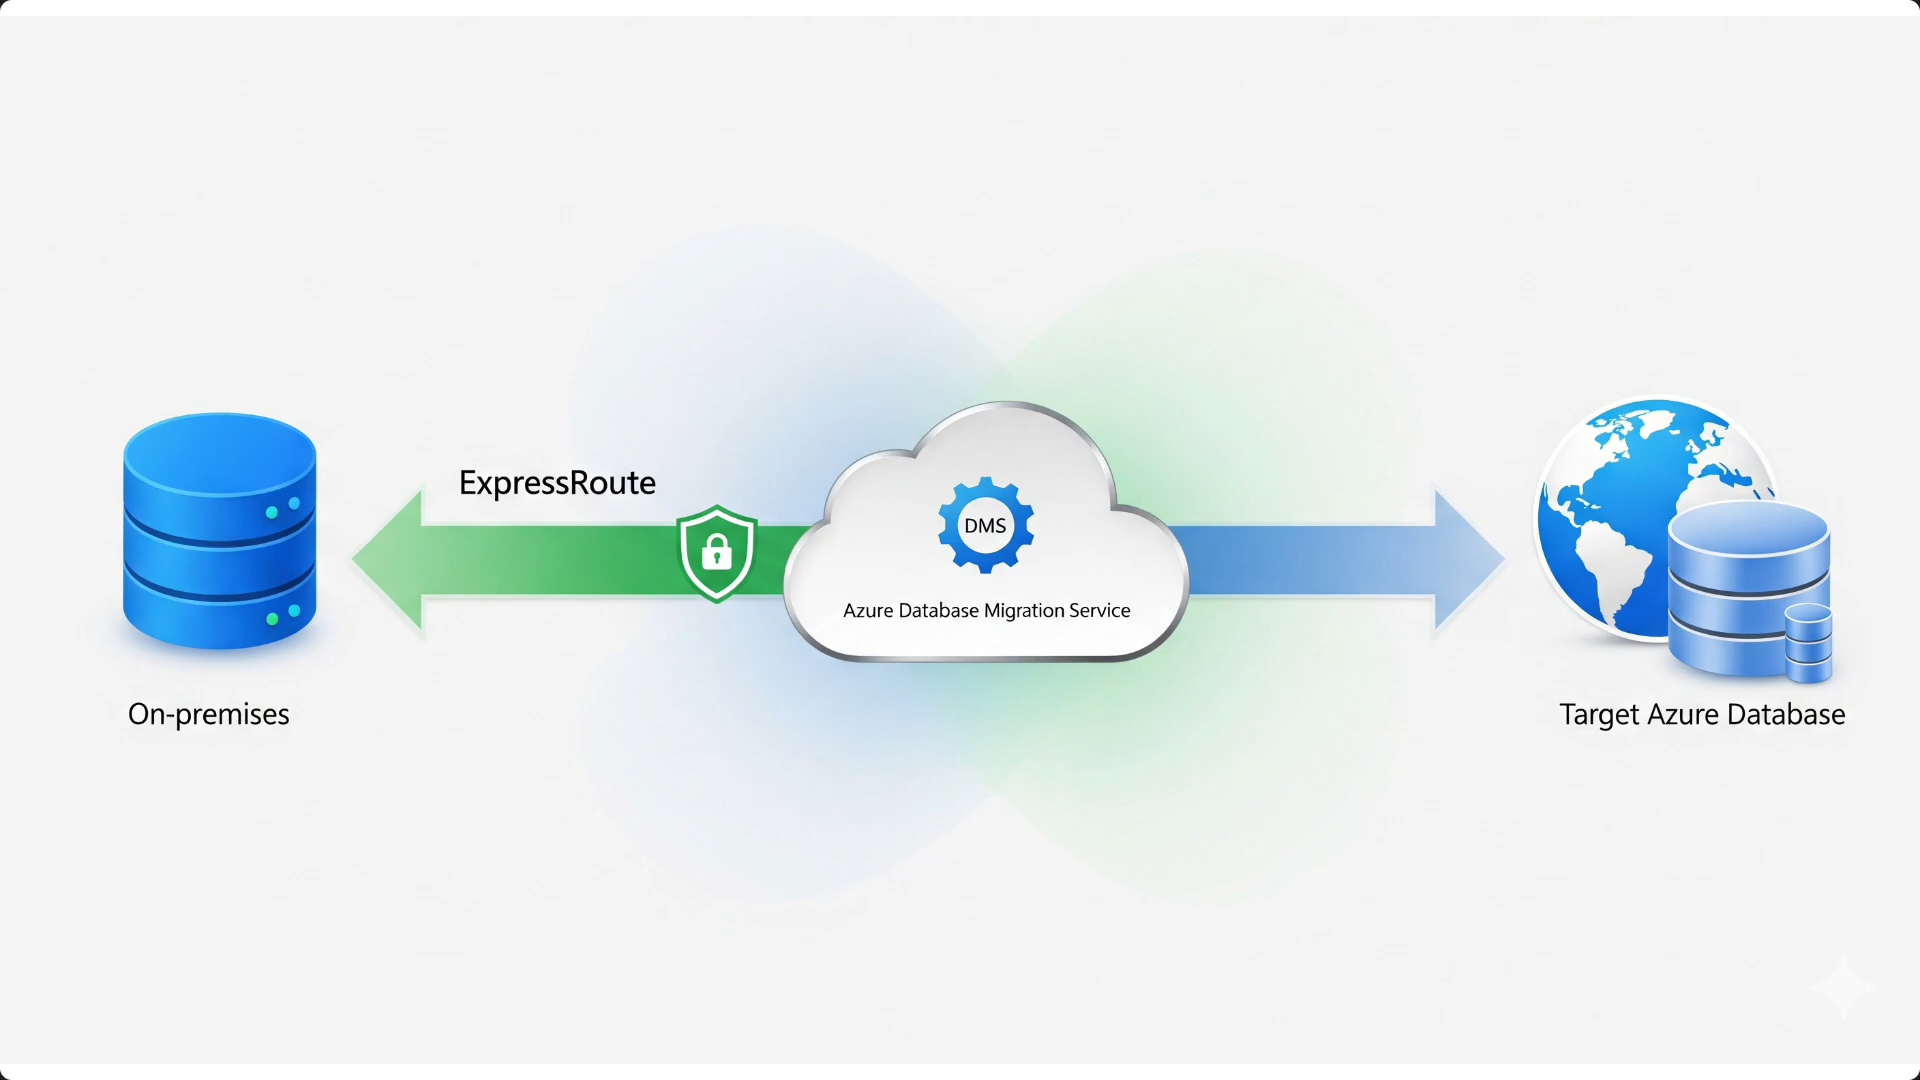 ExpressRoute
DMS
Azure Database Migration Service
On-premises
Target Azure Database